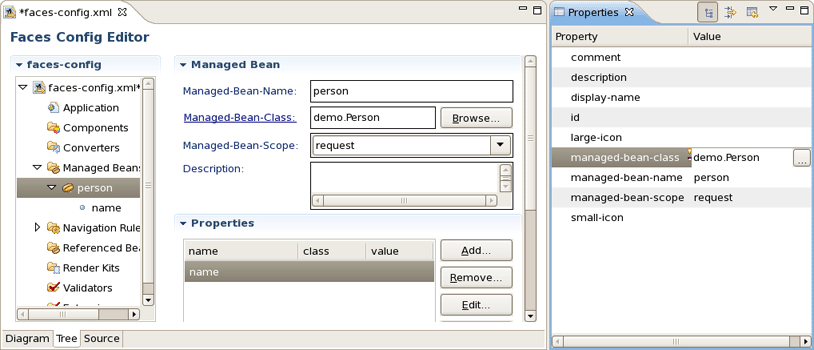 *faces-config.xml
Faces Config Editor
faces-config
faces-config.xml*
Application
Components
Converters
Managed Beans
person
name
Navigation Rule
Referenced Bea
Render Kits
Validators
Managed Bean
Managed-Bean-Name: person
Managed-Bean-Class: demo.Person Browse...
Managed-Bean-Scope: request
Description:
Properties
name class value
name
Add...
Remove...
Edit...
Diagram Tree Source
Properties
Property Value
comment
description
display-name
id
large-icon
managed-bean-class demo.Person ...
managed-bean-name person
managed-bean-scope request
small-icon